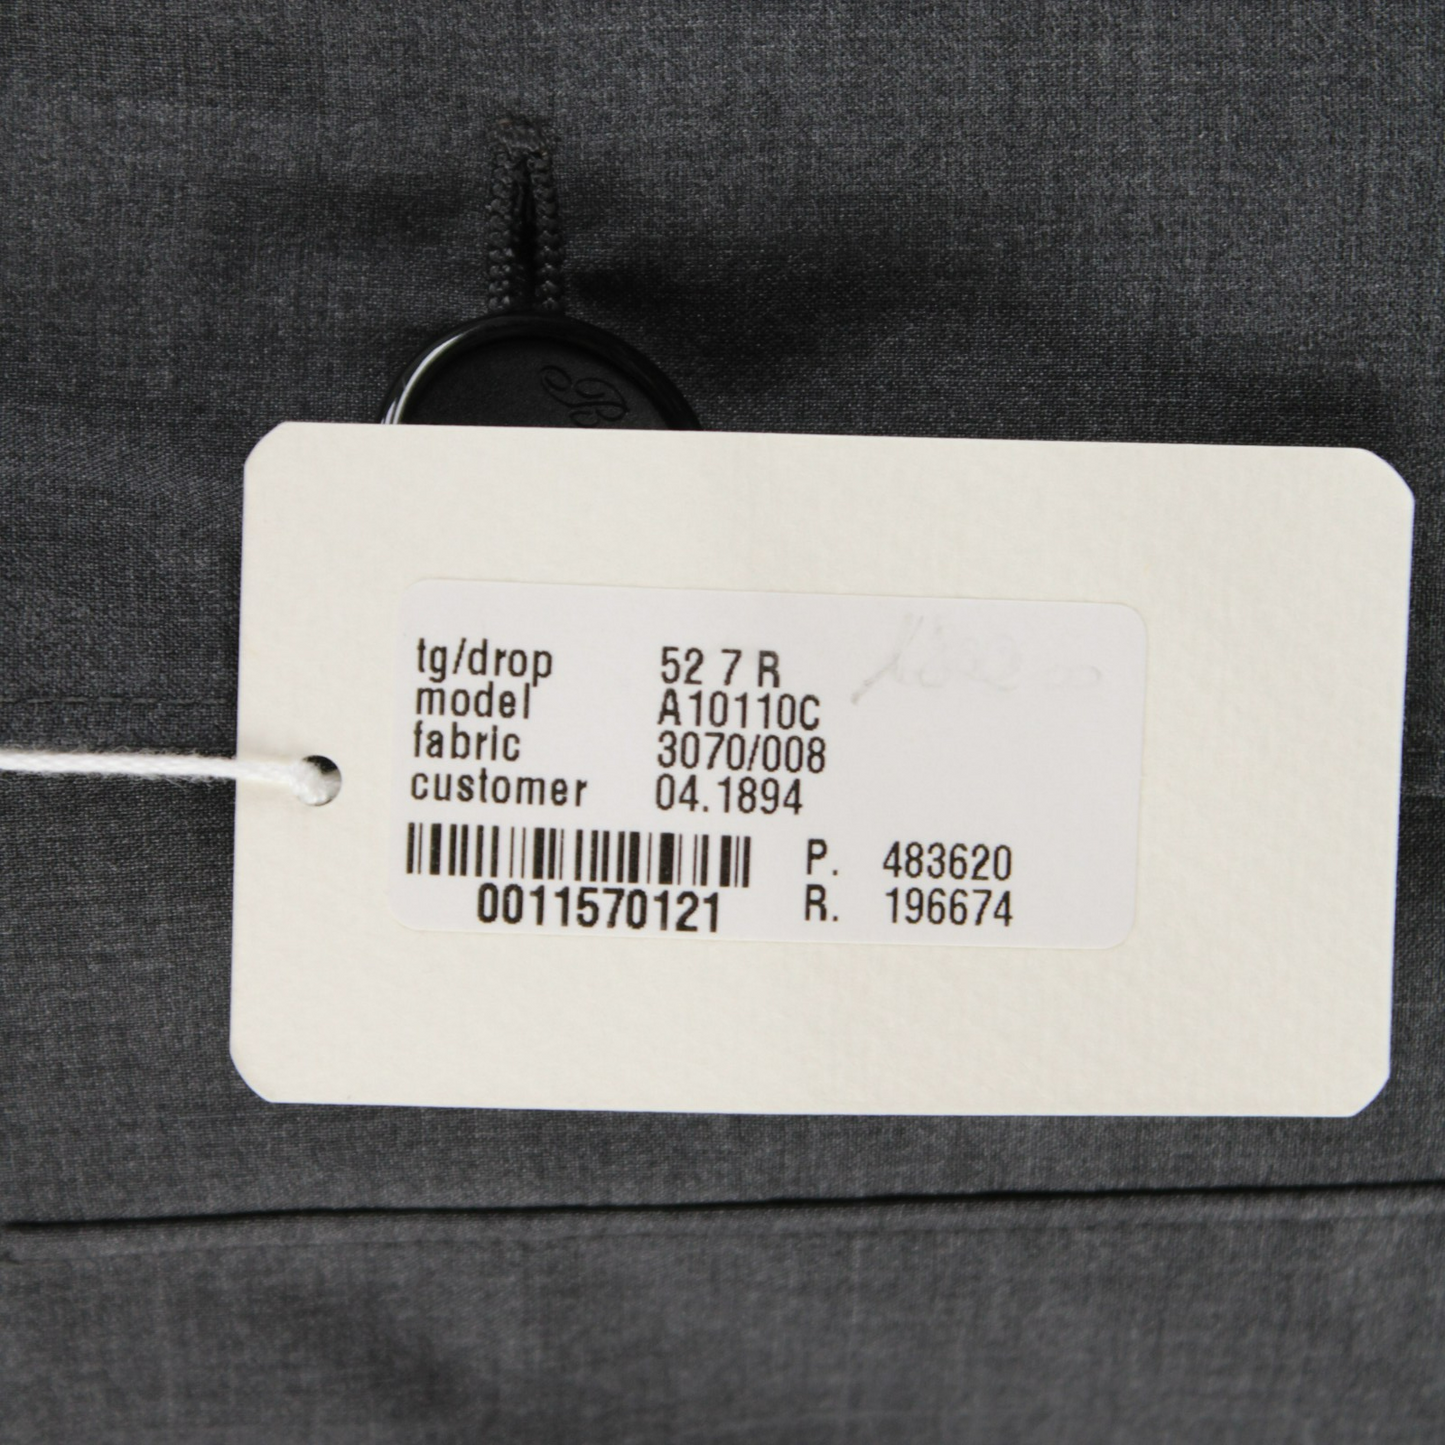 tg/drop 52 7 R
model A10110C
fabric 3070/008
customer 04.1894
P. 483620
0011570121 R. 196674